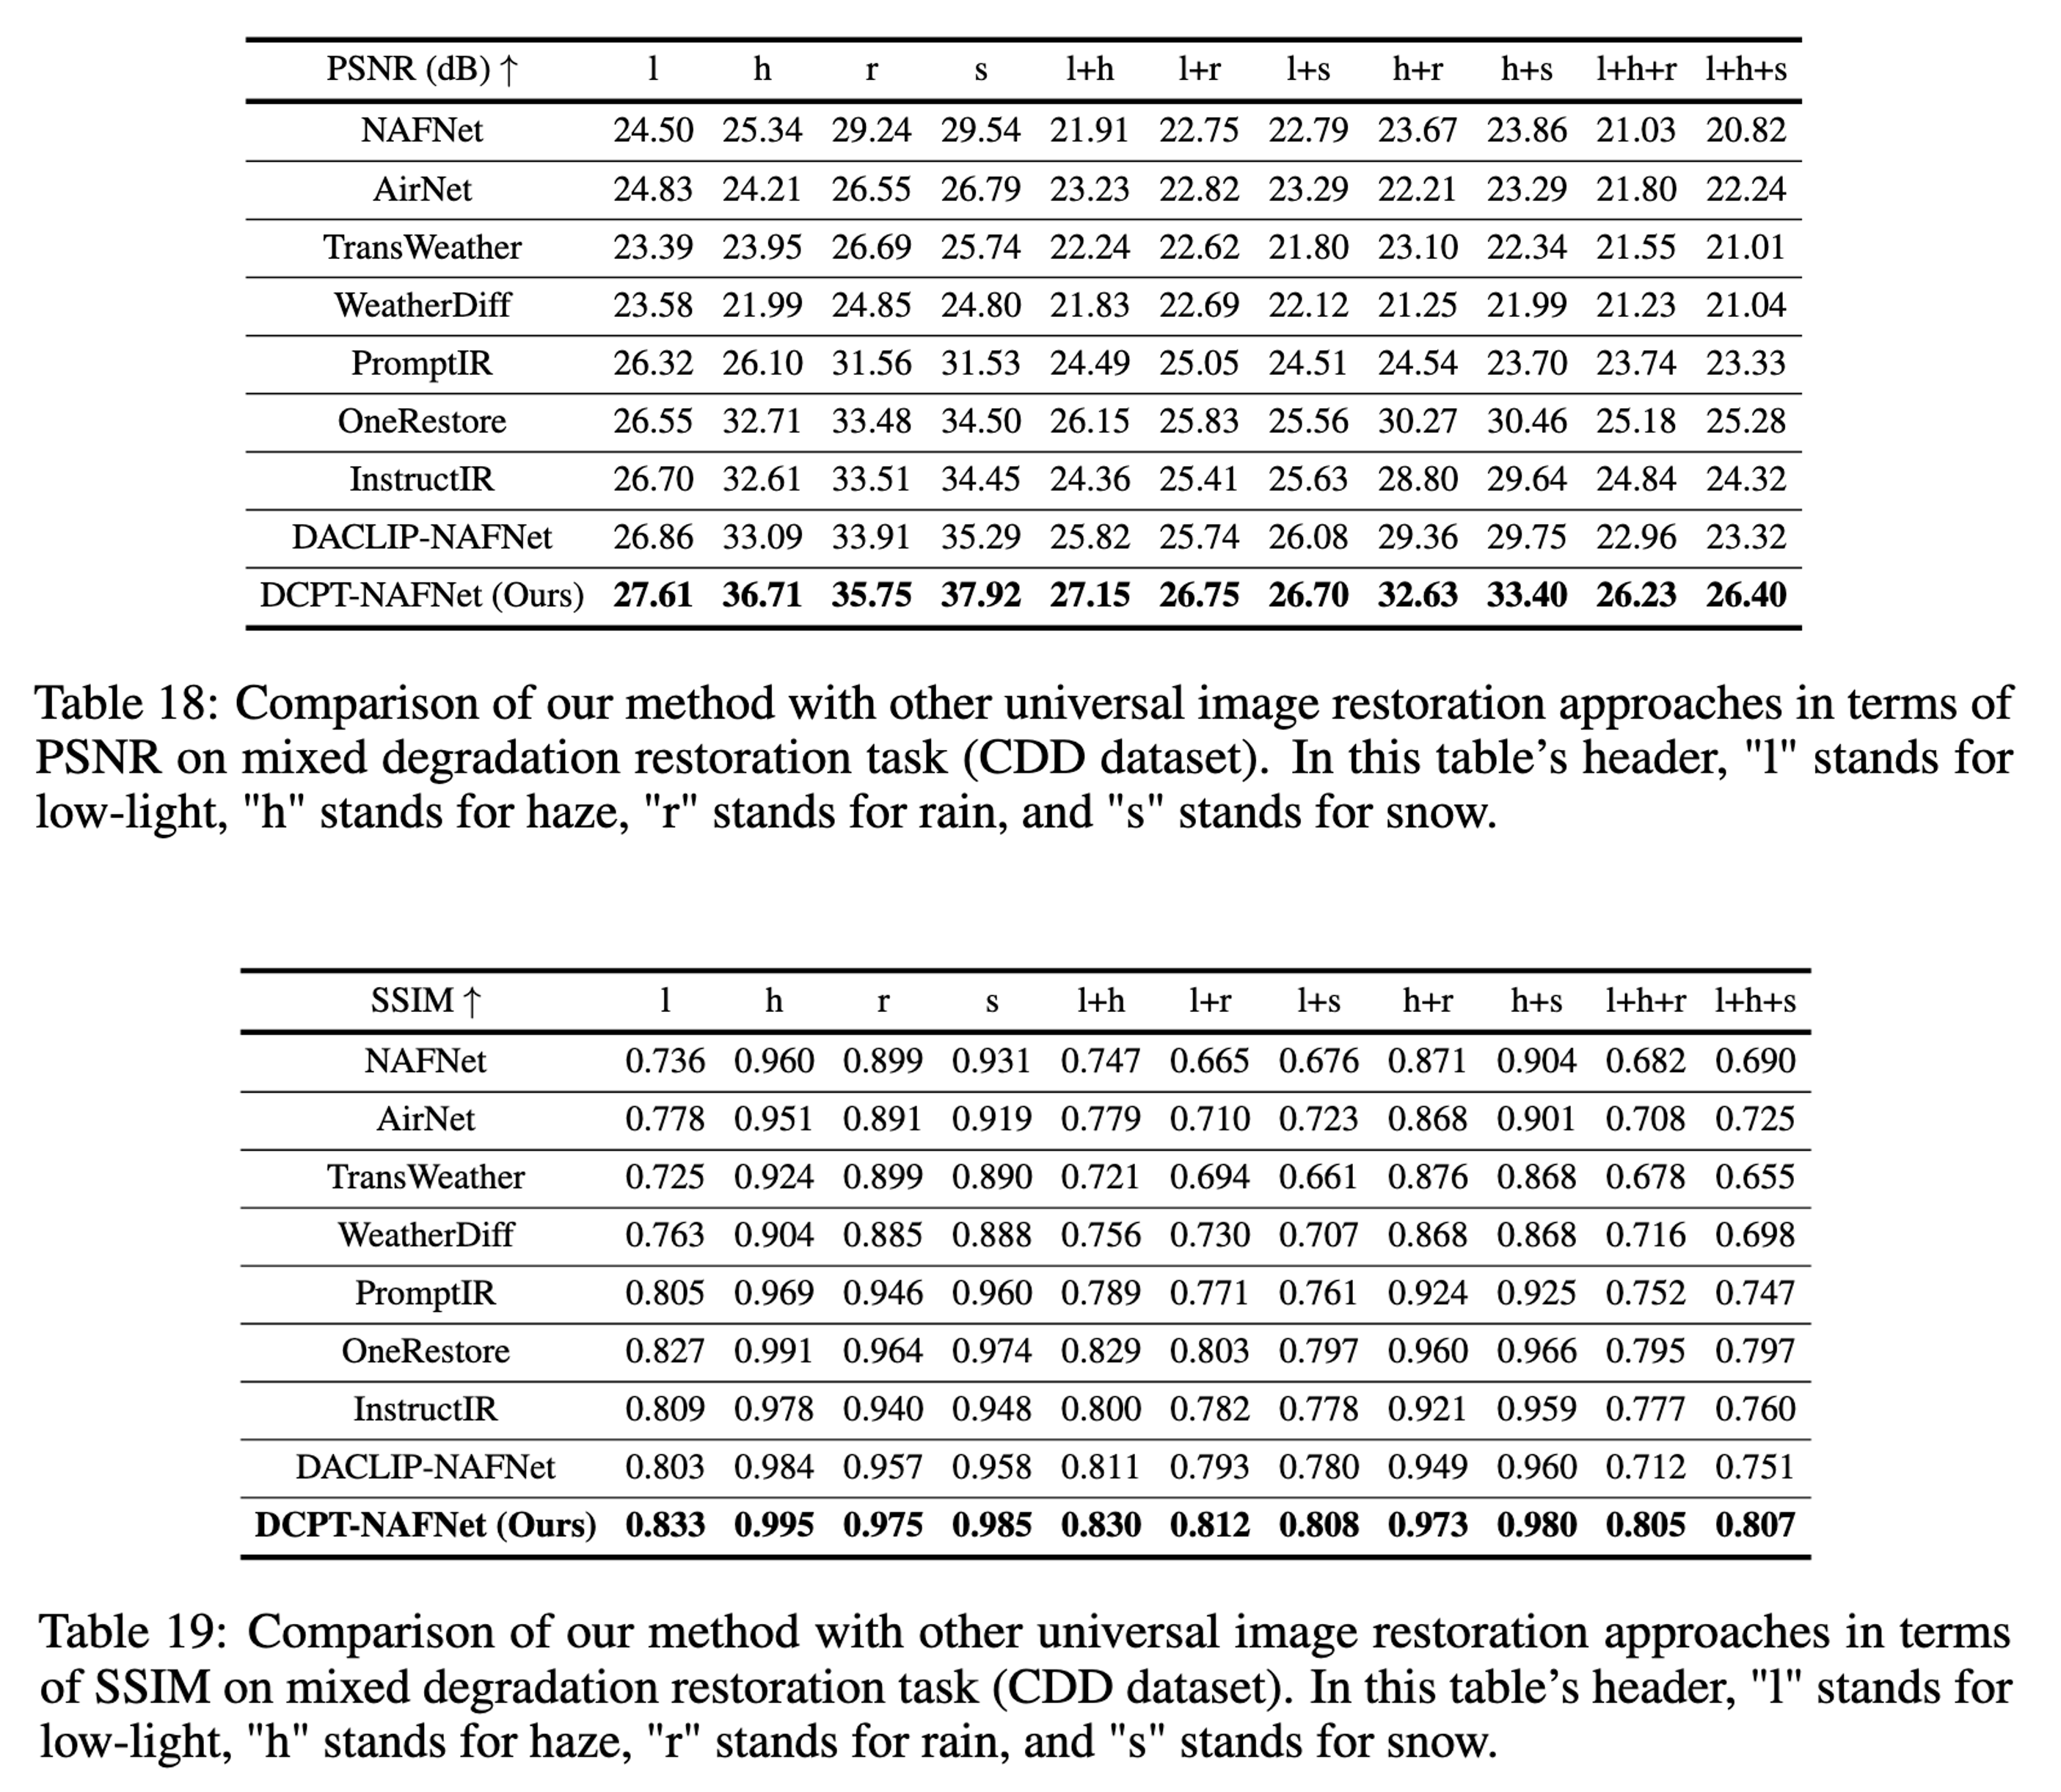 PSNR (dB) ↑ l h r s l+h l+r l+s h+r h+s l+h+r l+h+s
NAFNet 24.50 25.34 29.24 29.54 21.91 22.75 22.79 23.67 23.86 21.03 20.82
AirNet 24.83 24.21 26.55 26.79 23.23 22.82 23.29 22.21 23.29 21.80 22.24
TransWeather 23.39 23.95 26.69 25.74 22.24 22.62 21.80 23.10 22.34 21.55 21.01
WeatherDiff 23.58 21.99 24.85 24.80 21.83 22.69 22.12 21.25 21.99 21.23 21.04
PromptIR 26.32 26.10 31.56 31.53 24.49 25.05 24.51 24.54 23.70 23.74 23.33
OneRestore 26.55 32.71 33.48 34.50 26.15 25.83 25.56 30.27 30.46 25.18 25.28
InstructIR 26.70 32.61 33.51 34.45 24.36 25.41 25.63 28.80 29.64 24.84 24.32
DACLIP-NAFNet 26.86 33.09 33.91 35.29 25.82 25.74 26.08 29.36 29.75 22.96 23.32
DCPT-NAFNet (Ours) 27.61 36.71 35.75 37.92 27.15 26.75 26.70 32.63 33.40 26.23 26.40
Table 18: Comparison of our method with other universal image restoration approaches in terms of
PSNR on mixed degradation restoration task (CDD dataset). In this table's header, "l" stands for
low-light, "h" stands for haze, "r" stands for rain, and "s" stands for snow.
SSIM ↑ l h r s l+h l+r l+s h+r h+s l+h+r l+h+s
NAFNet 0.736 0.960 0.899 0.931 0.747 0.665 0.676 0.871 0.904 0.682 0.690
AirNet 0.778 0.951 0.891 0.919 0.779 0.710 0.723 0.868 0.901 0.708 0.725
TransWeather 0.725 0.924 0.899 0.890 0.721 0.694 0.661 0.876 0.868 0.678 0.655
WeatherDiff 0.763 0.904 0.885 0.888 0.756 0.730 0.707 0.868 0.868 0.716 0.698
PromptIR 0.805 0.969 0.946 0.960 0.789 0.771 0.761 0.924 0.925 0.752 0.747
OneRestore 0.827 0.991 0.964 0.974 0.829 0.803 0.797 0.960 0.966 0.795 0.797
InstructIR 0.809 0.978 0.940 0.948 0.800 0.782 0.778 0.921 0.959 0.777 0.760
DACLIP-NAFNet 0.803 0.984 0.957 0.958 0.811 0.793 0.780 0.949 0.960 0.712 0.751
DCPT-NAFNet (Ours) 0.833 0.995 0.975 0.985 0.830 0.812 0.808 0.973 0.980 0.805 0.807
Table 19: Comparison of our method with other universal image restoration approaches in terms
of SSIM on mixed degradation restoration task (CDD dataset). In this table's header, "l" stands for
low-light, "h" stands for haze, "r" stands for rain, and "s" stands for snow.